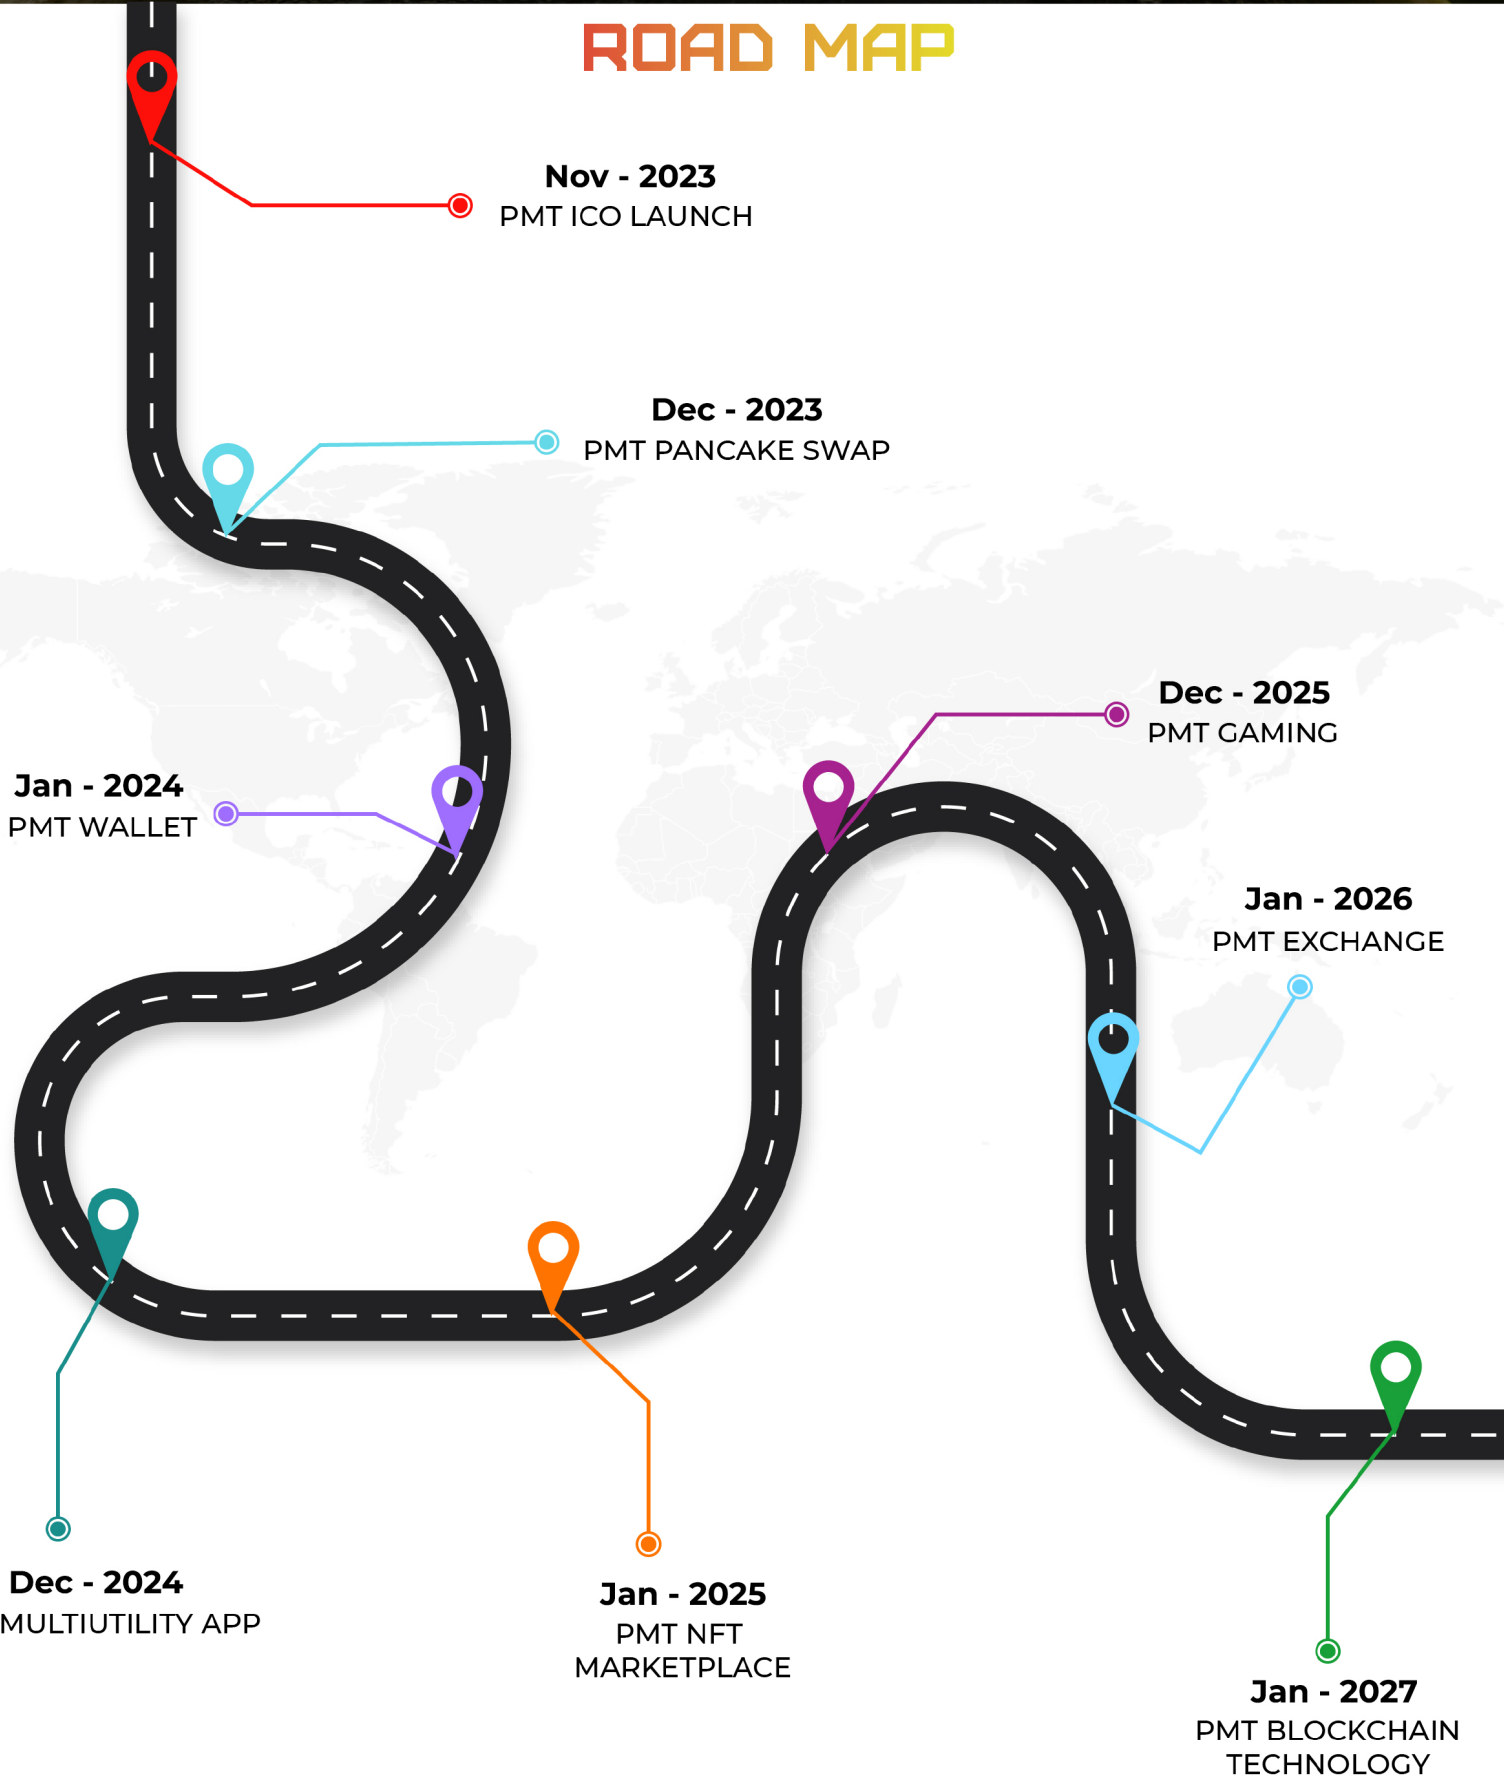 ROAD MAP
Nov - 2023
PMT ICO LAUNCH
Dec - 2023
PMT PANCAKE SWAP
Jan - 2024
PMT WALLET
Dec - 2025
PMT GAMING
Jan - 2026
PMT EXCHANGE
Dec - 2024
MULTIUTILITY APP
Jan - 2025
PMT NFT
MARKETPLACE
Jan - 2027
PMT BLOCKCHAIN
TECHNOLOGY